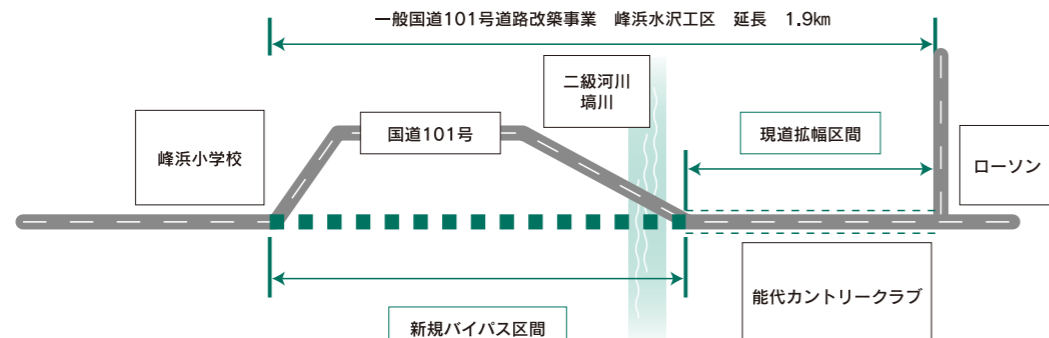 一般国道101号道路改築事業　峰浜水沢工区　延長　1.9km
二級河川
塙川
国道101号
現道拡幅区間
峰浜小学校
ローソン
能代カントリークラブ
新規バイパス区間